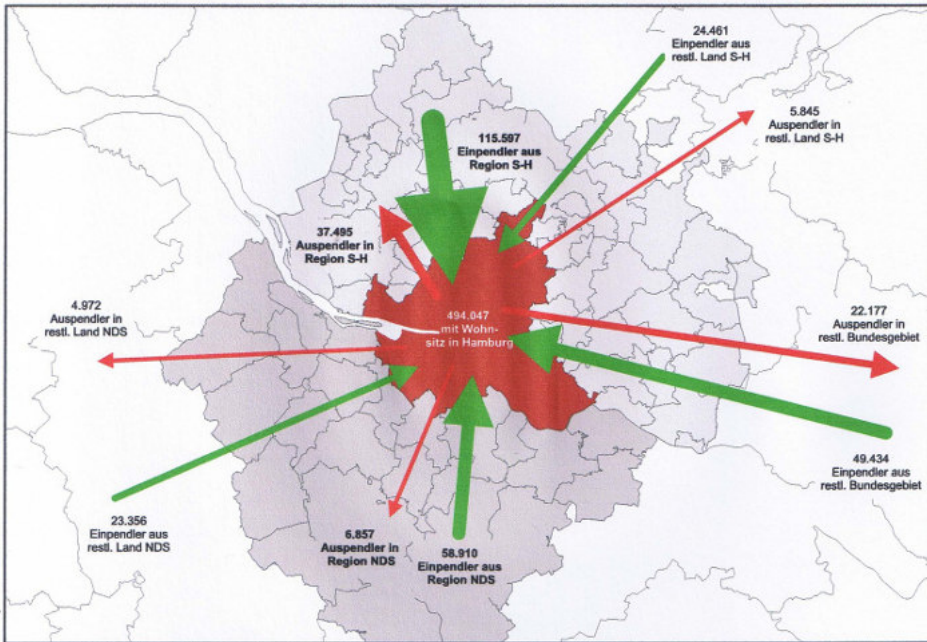 24.461
Einpendler aus
restl. Land S-H
5.845
Auspendler in
restl. Land S-H
115.597
Einpendler aus
Region S-H
37.495
Auspendler in
Region S-H
4.972
Auspendler in
restl. Land NDS
494.047
mit Wohn-
sitz in Hamburg
22.177
Auspendler in
restl. Bundesgebiet
49.434
Einpendler aus
restl. Bundesgebiet
23.356
Einpendler aus
restl. Land NDS
6.857
Auspendler in
Region NDS
58.910
Einpendler aus
Region NDS